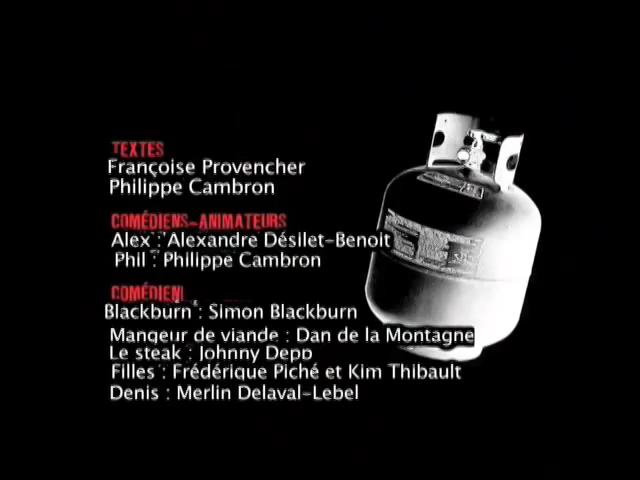 TEXTES
Françoise Provencher
Philippe Cambron
COMÉDIENS-ANIMATEURS
Alex : Alexandre Désilet-Benoit
Phil : Philippe Cambron
COMÉDIEN
Blackburn : Simon Blackburn
Mangeur de viande : Dan de la Montagne
Le steak : Johnny Depp
Filles : Frédérique Piché et Kim Thibault
Denis : Merlin Delaval-Lebel